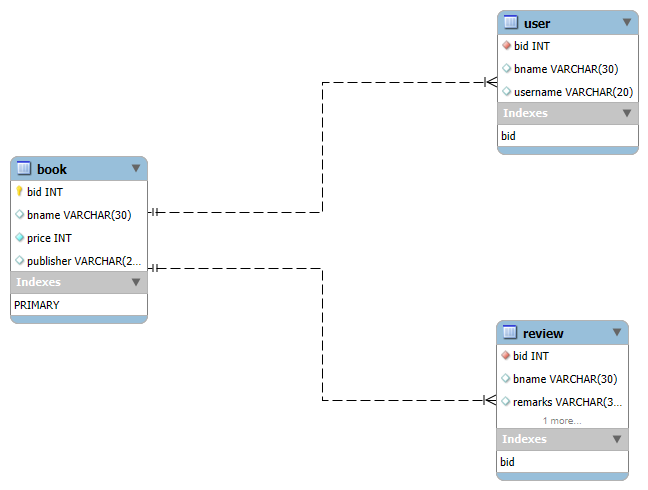 user
bid INT
bname VARCHAR(30)
username VARCHAR(20)
Indexes
bid
book
bid INT
bname VARCHAR(30)
price INT
publisher VARCHAR(2...
Indexes
PRIMARY
review
bid INT
bname VARCHAR(30)
remarks VARCHAR(3...
1 more...
Indexes
bid